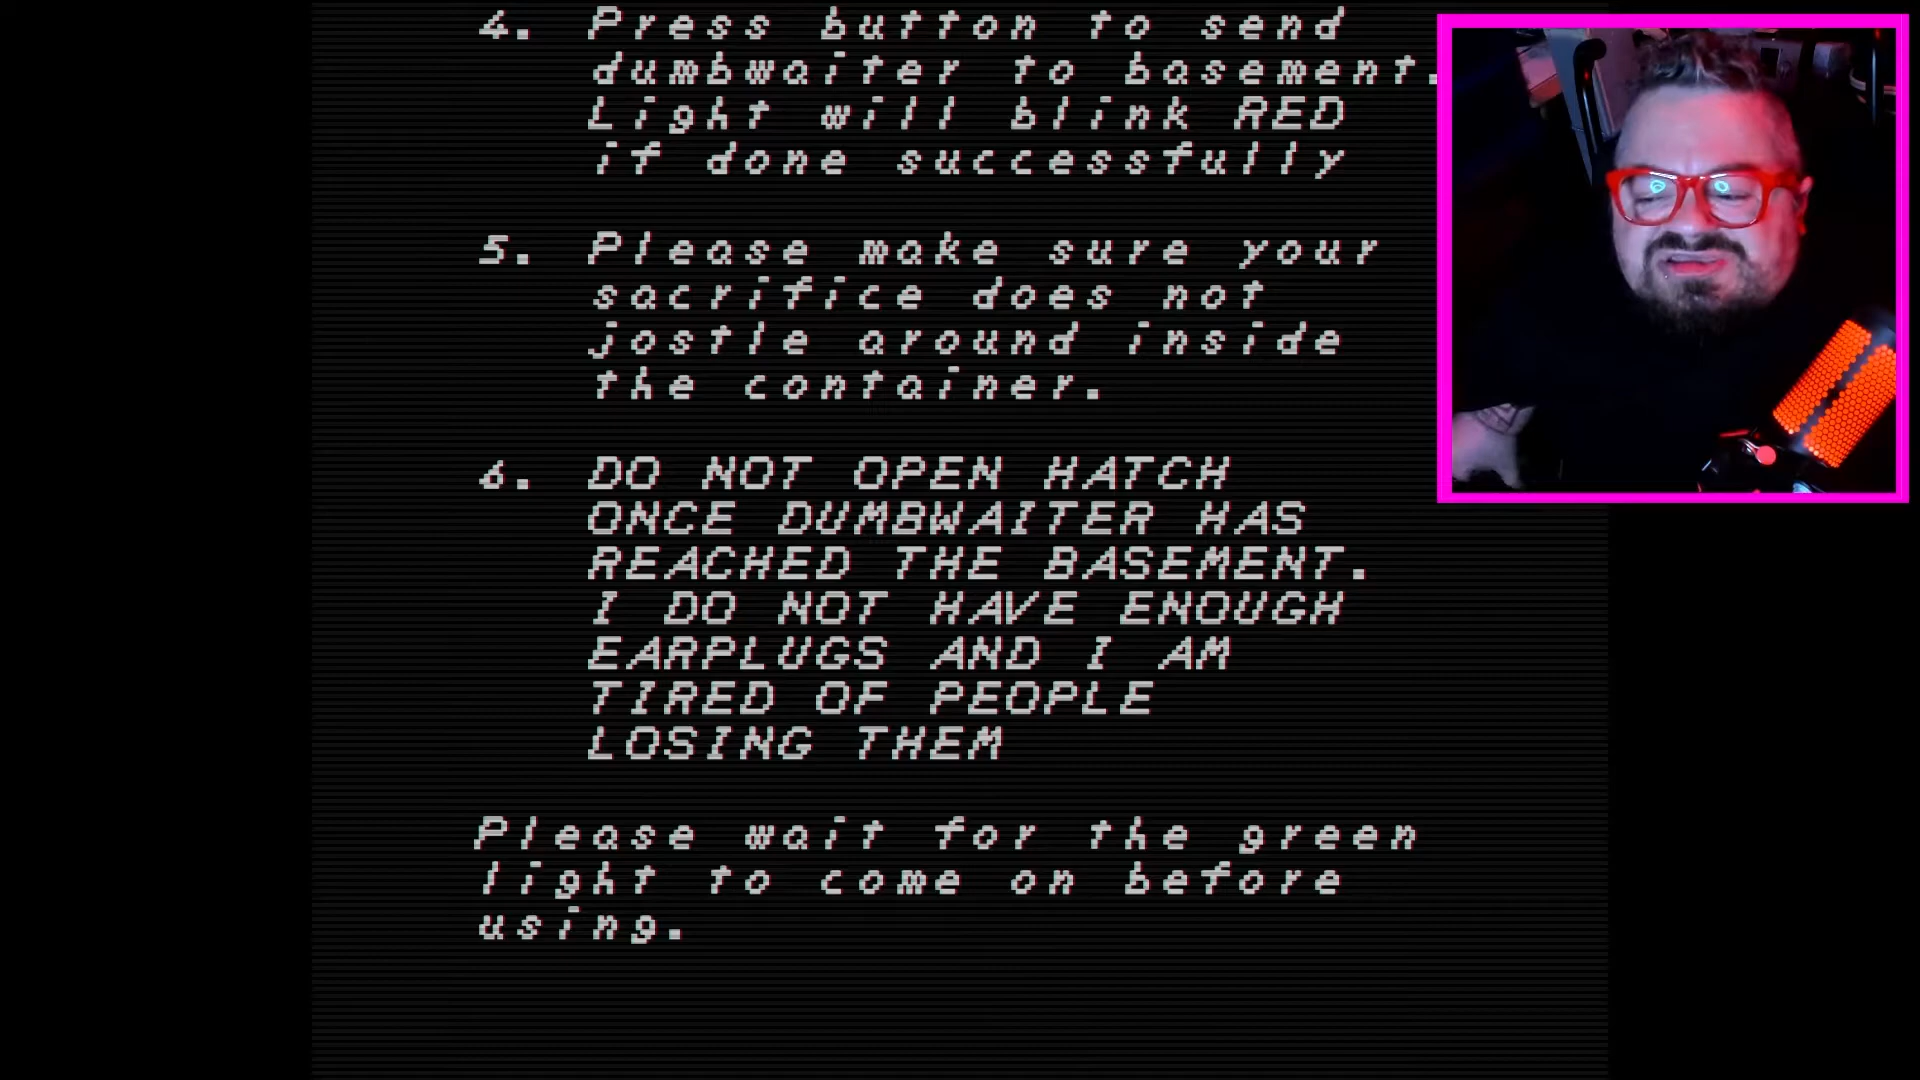 4. Press button to send
dumbwaiter to basement.
Light will blink RED
if done successfully
5. Please make sure your
sacrifice does not
jostle around inside
the container.
6. DO NOT OPEN HATCH
ONCE DUMBWAITER HAS
REACHED THE BASEMENT.
I DO NOT HAVE ENOUGH
EARPLUGS AND I AM
TIRED OF PEOPLE
LOSING THEM
Please wait for the green
light to come on before
using.